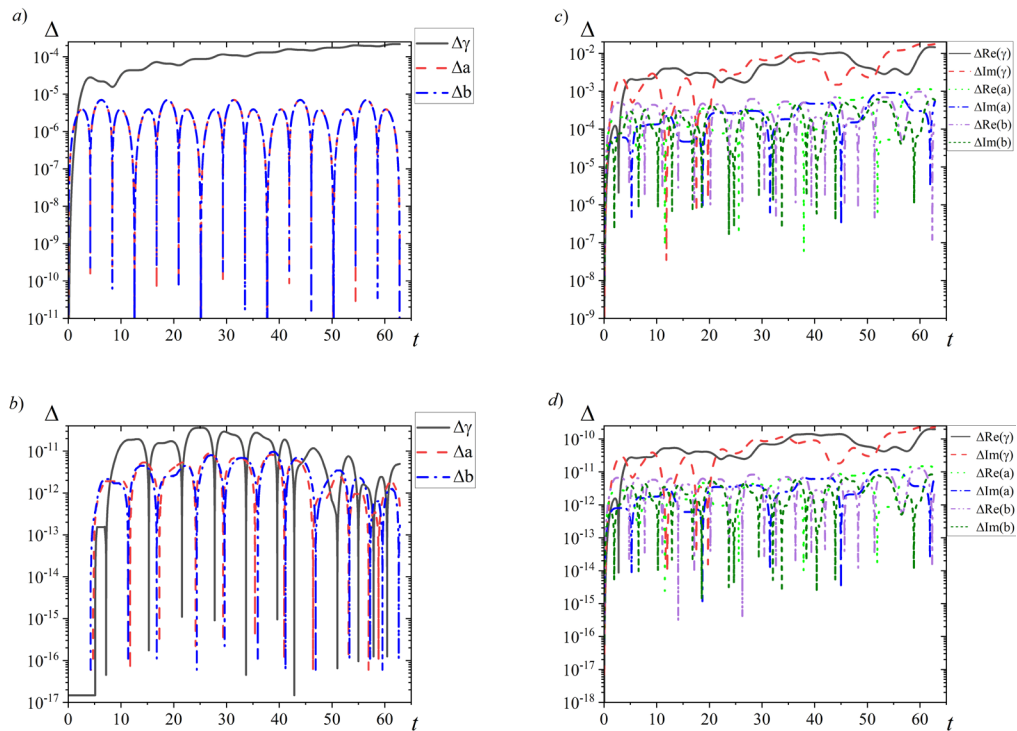 a)
Δ
10⁻⁴
10⁻⁵
10⁻⁶
10⁻⁷
10⁻⁸
10⁻⁹
10⁻¹⁰
10⁻¹¹
0 10 20 30 40 50 60 t
Δγ
Δa
Δb
c)
Δ
10⁻²
10⁻³
10⁻⁴
10⁻⁵
10⁻⁶
10⁻⁷
10⁻⁸
10⁻⁹
0 10 20 30 40 50 60 t
ΔRe(γ)
ΔIm(γ)
ΔRe(a)
ΔIm(a)
ΔRe(b)
ΔIm(b)
b)
Δ
10⁻¹¹
10⁻¹²
10⁻¹³
10⁻¹⁴
10⁻¹⁵
10⁻¹⁶
10⁻¹⁷
0 10 20 30 40 50 60 t
Δγ
Δa
Δb
d)
Δ
10⁻¹⁰
10⁻¹¹
10⁻¹²
10⁻¹³
10⁻¹⁴
10⁻¹⁵
10⁻¹⁶
10⁻¹⁷
10⁻¹⁸
0 10 20 30 40 50 60 t
ΔRe(γ)
ΔIm(γ)
ΔRe(a)
ΔIm(a)
ΔRe(b)
ΔIm(b)